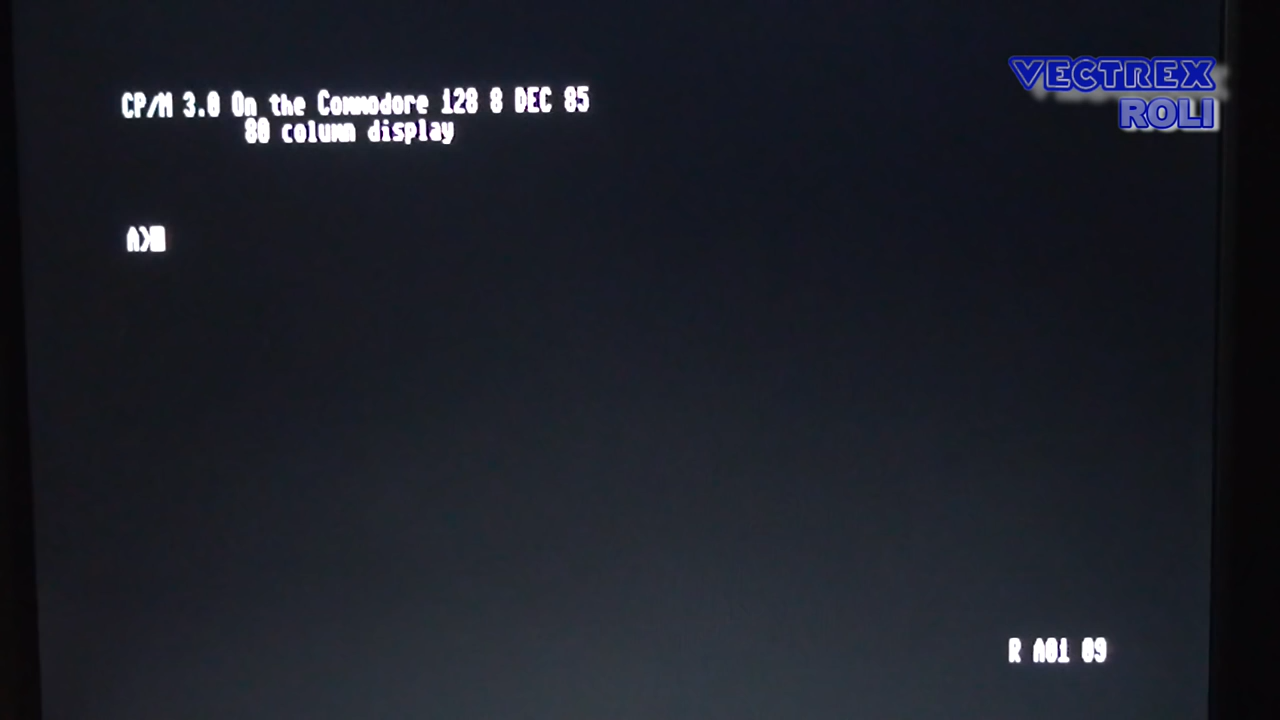 VECTREX
ROLI
CP/M 3.0 On the Commodore 128 8 DEC 85
80 column display
A>
R A01 09